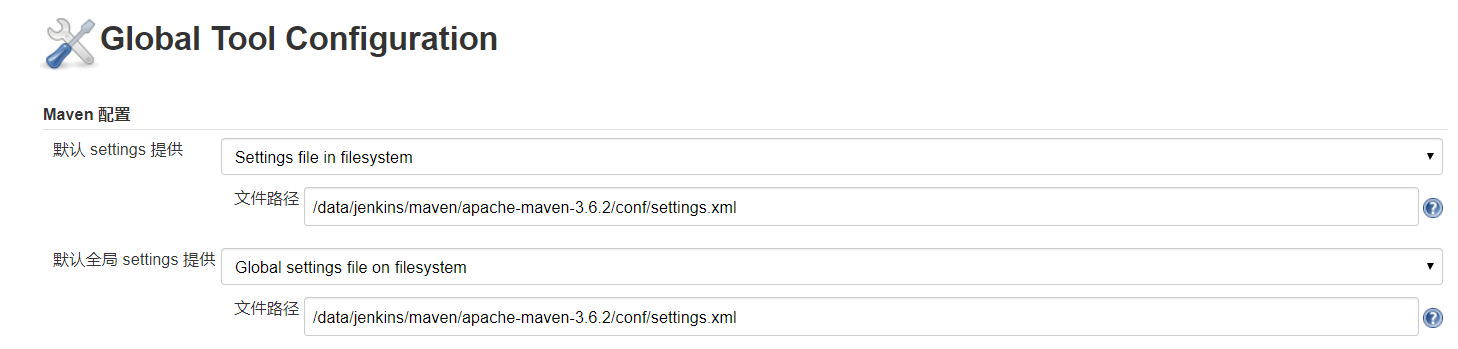 Global Tool Configuration
Maven 配置
默认 settings 提供
Settings file in filesystem
文件路径
/data/jenkins/maven/apache-maven-3.6.2/conf/settings.xml
默认全局 settings 提供
Global settings file on filesystem
文件路径
/data/jenkins/maven/apache-maven-3.6.2/conf/settings.xml